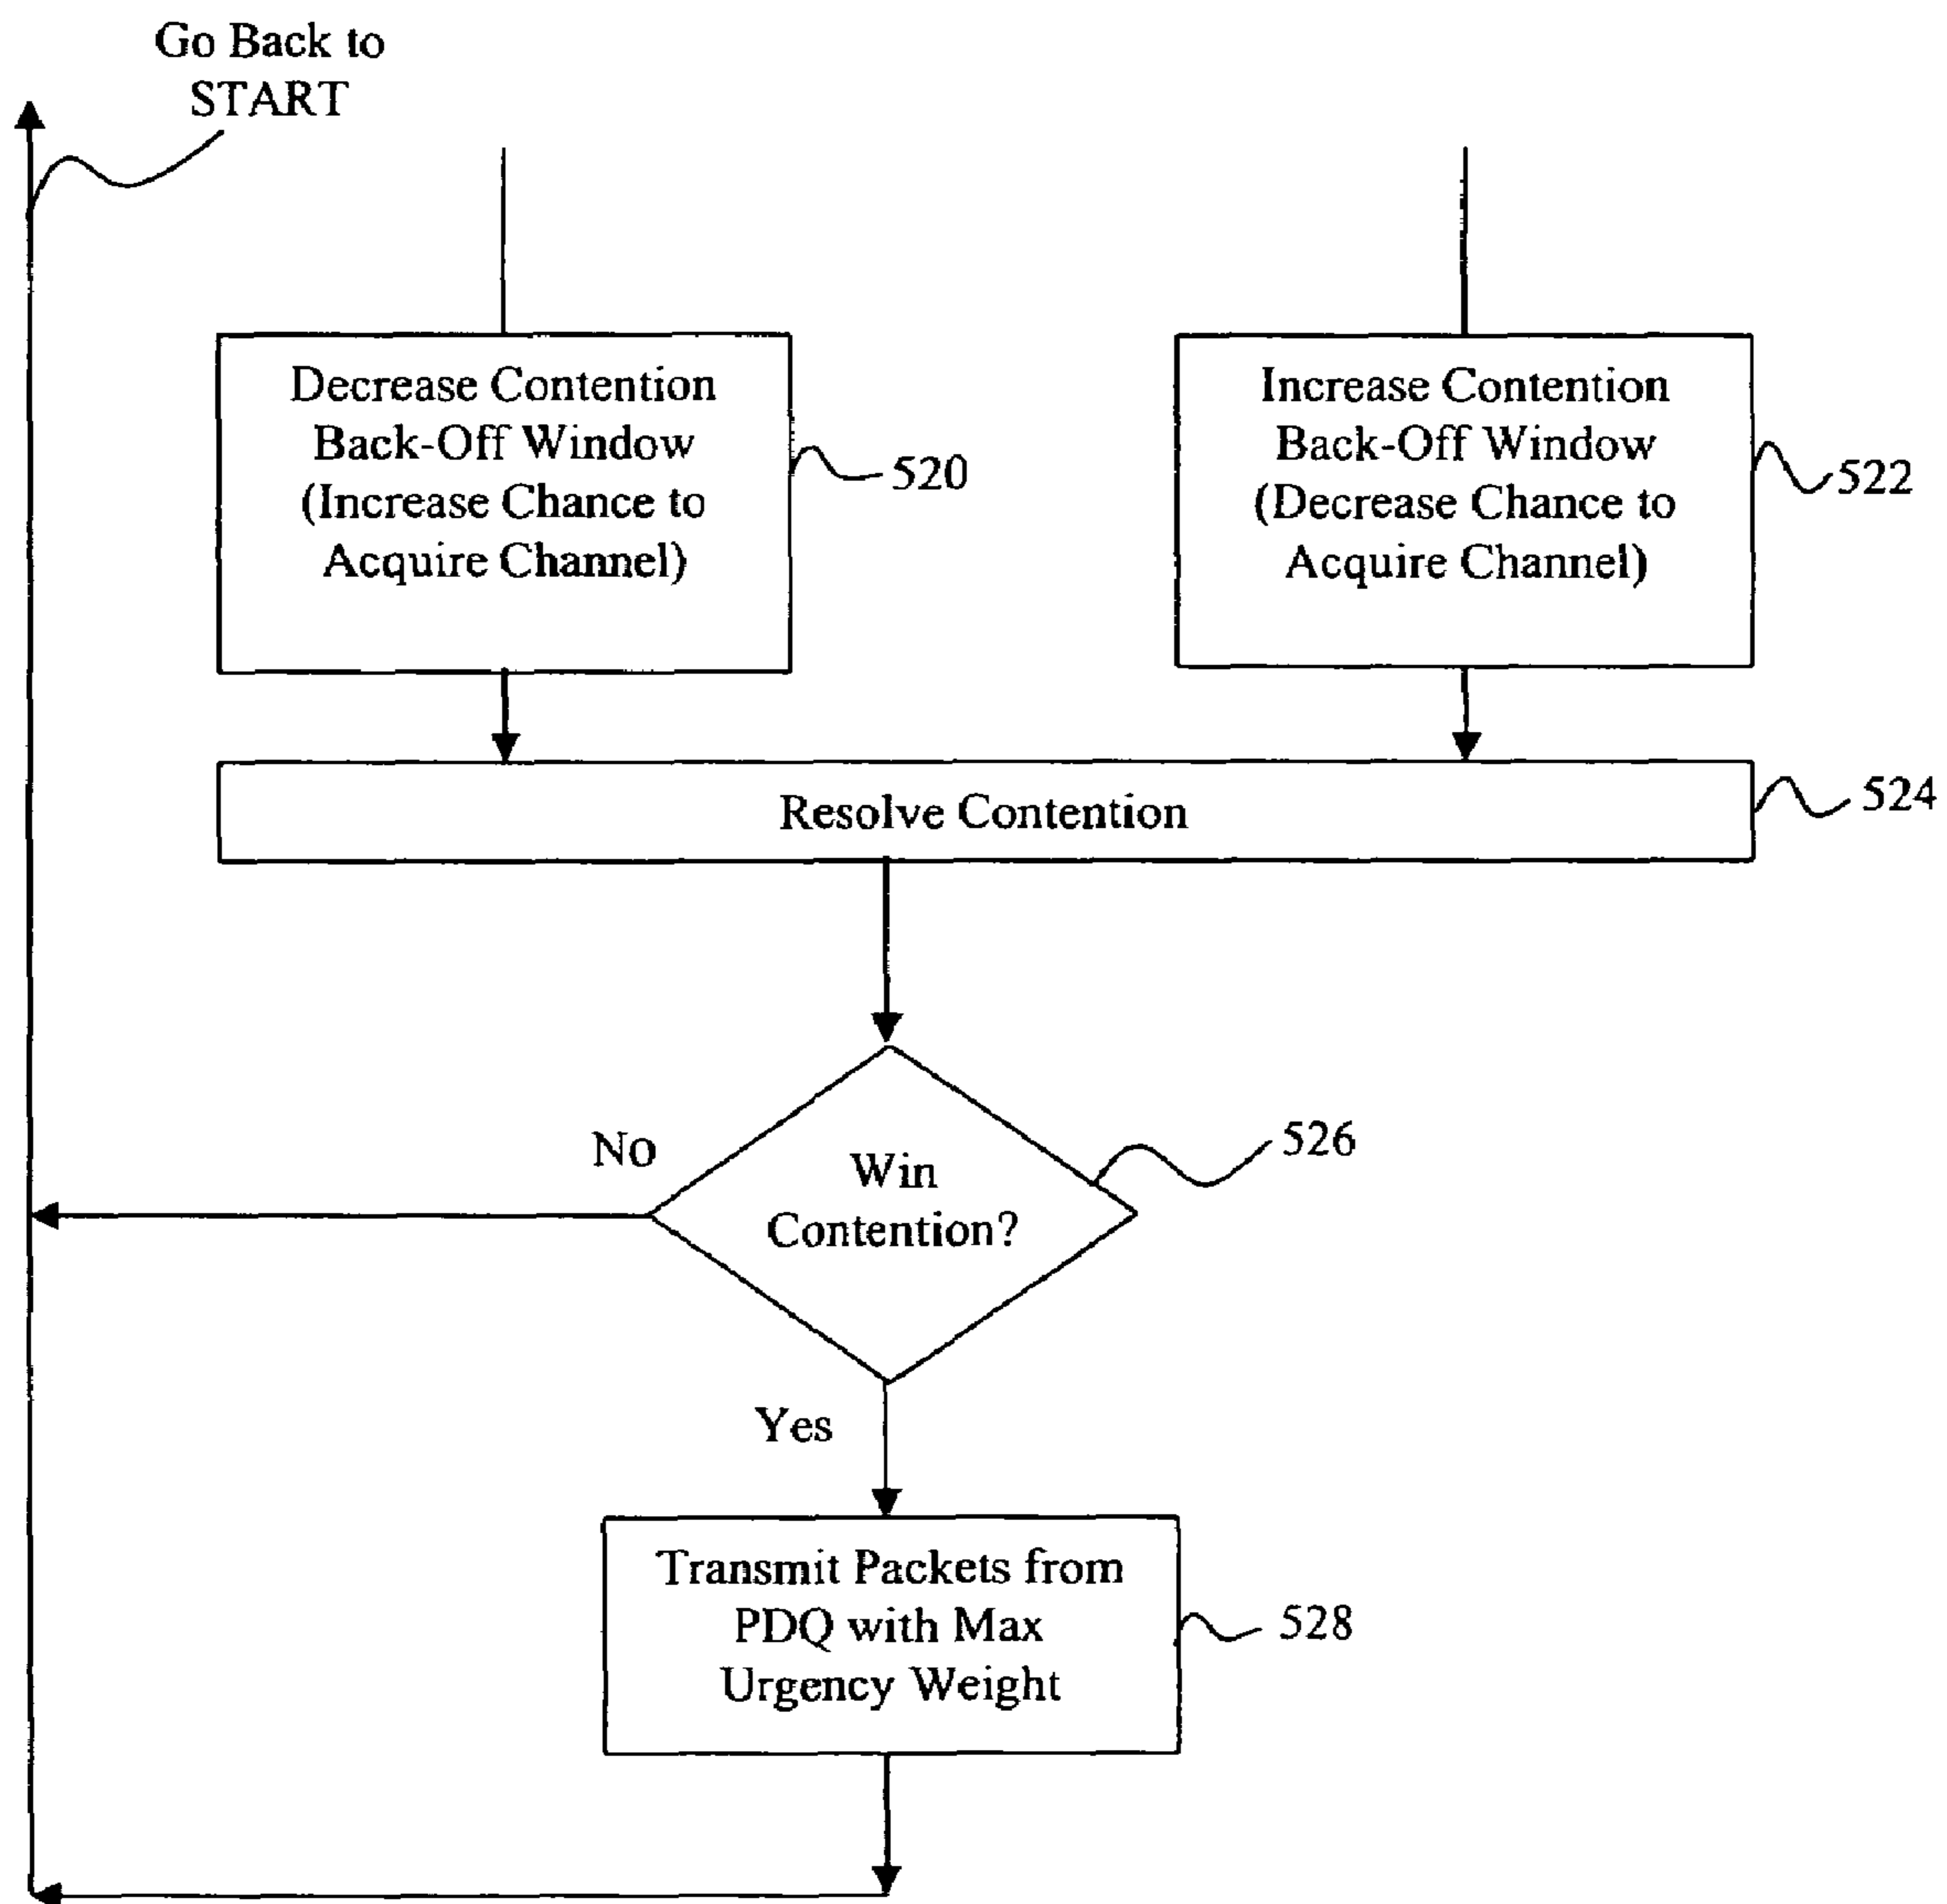 Go Back to
START
Decrease Contention
Back-Off Window
(Increase Chance to
Acquire Channel)
520
Increase Contention
Back-Off Window
(Decrease Chance to
Acquire Channel)
522
Resolve Contention
524
No
Win
Contention?
526
Yes
Transmit Packets from
PDQ with Max
Urgency Weight
528